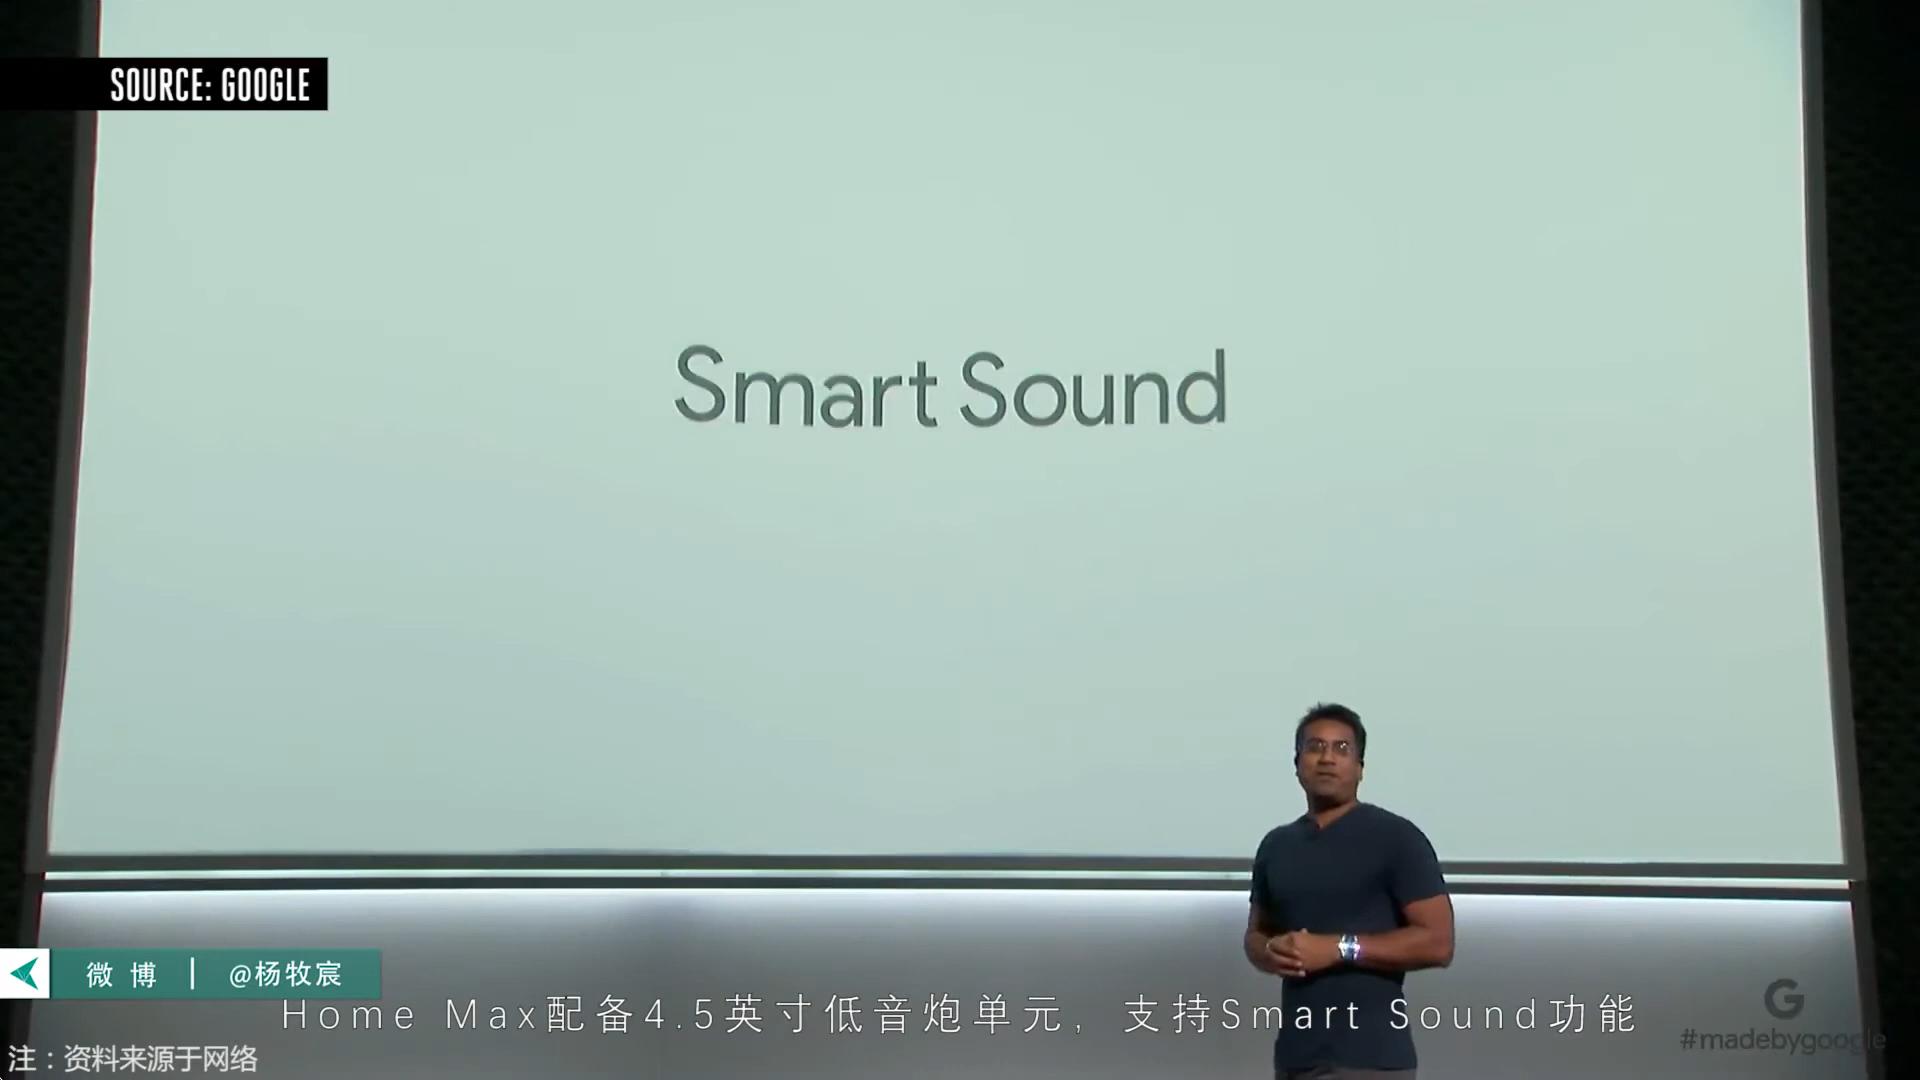 SOURCE: GOOGLE
Smart Sound
微博 | @杨牧宸
Home Max配备4.5英寸低音炮单元，支持Smart Sound功能
G
#madebygoogle
注：资料来源于网络